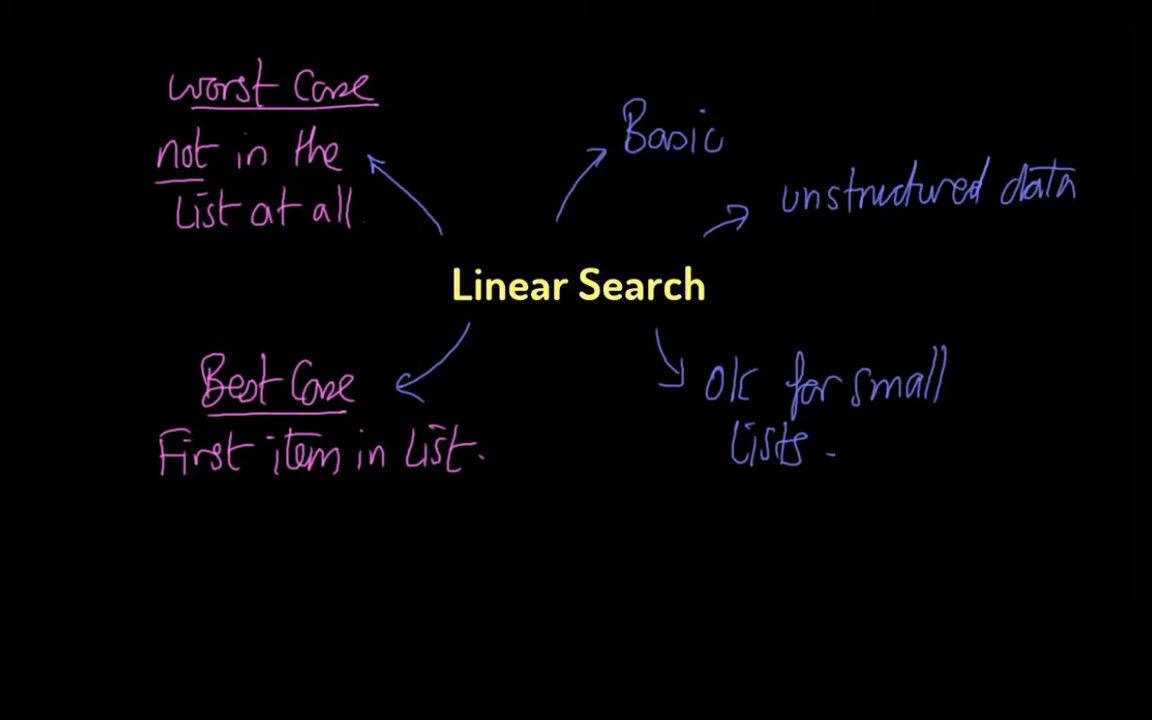 worst Case
not in the
List at all.
Basic
unstructured data
Linear Search
Best Case
First item in List.
Ok for small
Lists.